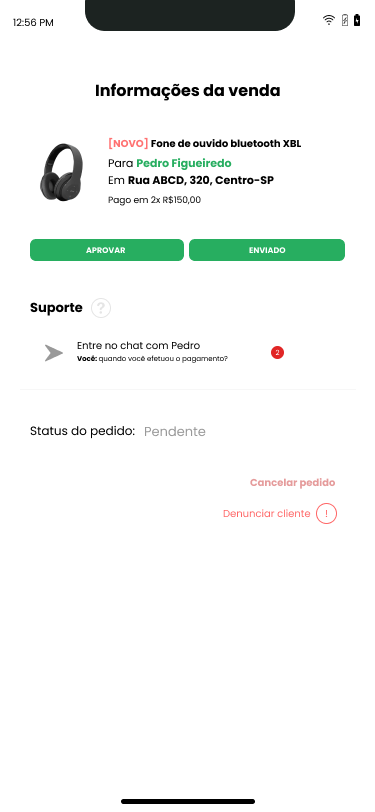 12:56 PM
Informações da venda
[NOVO] Fone de ouvido bluetooth XBL
Para Pedro Figueiredo
Em Rua ABCD, 320, Centro-SP
Pago em 2x R$150,00
APROVAR
ENVIADO
Suporte ?
Entre no chat com Pedro
Você: quando você efetuou o pagamento?
2
Status do pedido: Pendente
Cancelar pedido
Denunciar cliente !